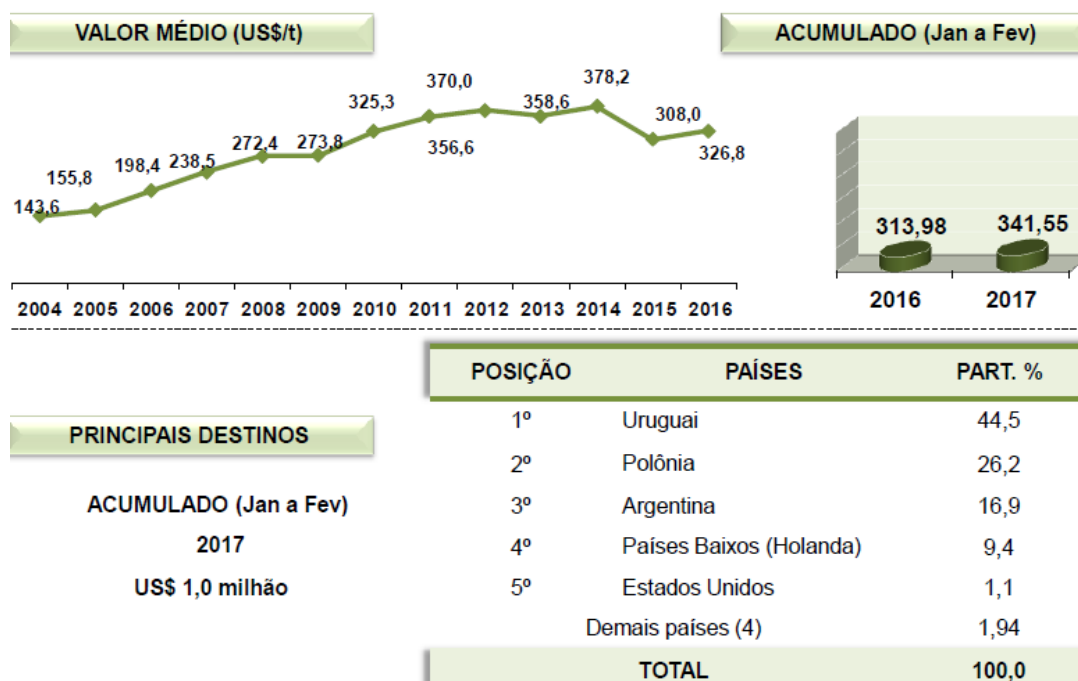 VALOR MÉDIO (US$/t)
ACUMULADO (Jan a Fev)
143,6
155,8
198,4
238,5
272,4
273,8
325,3
356,6
370,0
358,6
378,2
308,0
326,8
2004 2005 2006 2007 2008 2009 2010 2011 2012 2013 2014 2015 2016
313,98 341,55
2016 2017
PRINCIPAIS DESTINOS
ACUMULADO (Jan a Fev)
2017
US$ 1,0 milhão
POSIÇÃO PAÍSES PART. %
1º Uruguai 44,5
2º Polônia 26,2
3º Argentina 16,9
4º Países Baixos (Holanda) 9,4
5º Estados Unidos 1,1
Demais países (4) 1,94
TOTAL 100,0